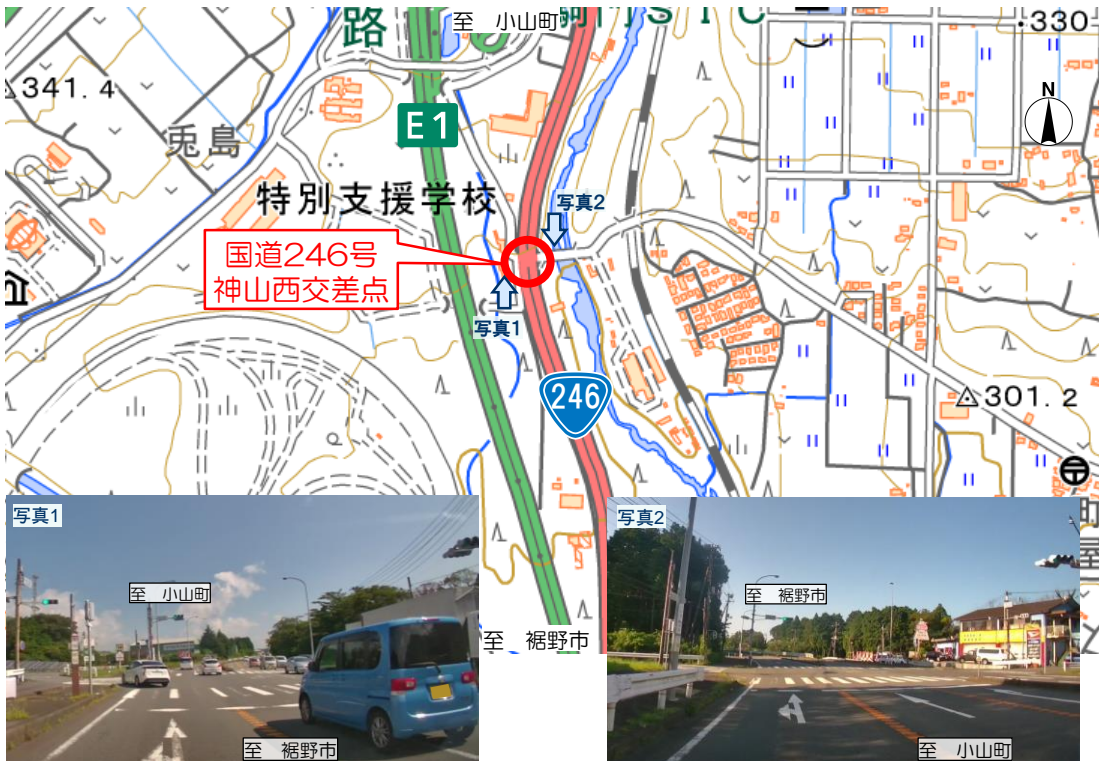 路
至 小山町
330
341.4
E1
N
兎島
特別支援学校
写真2
国道246号
神山西交差点
写真1
246
301.2
至 裾野市
写真1
至 小山町
至 裾野市
写真2
至 裾野市
至 小山町
町
屋